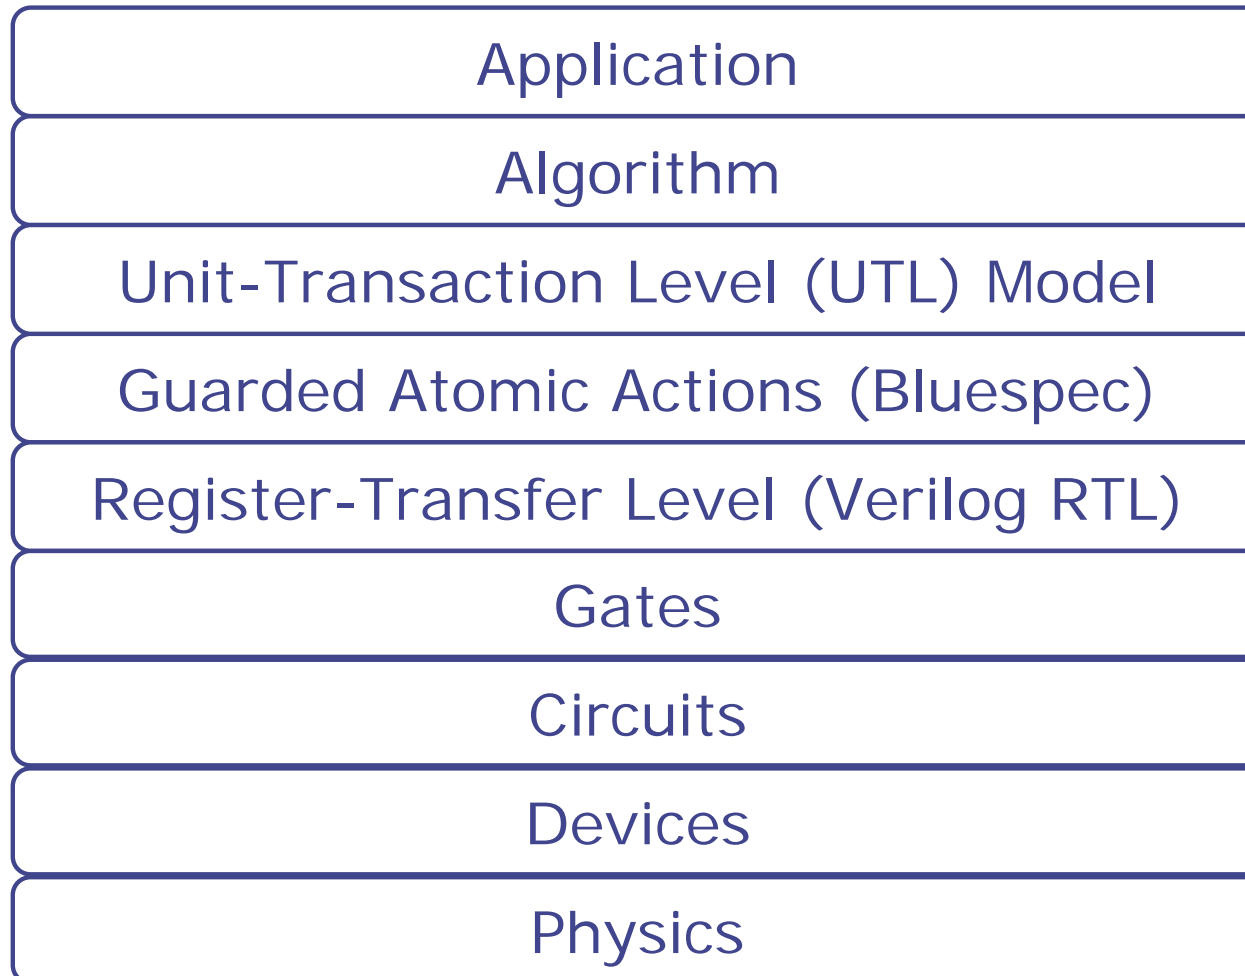 Application
Algorithm
Unit-Transaction Level (UTL) Model
Guarded Atomic Actions (Bluespec)
Register-Transfer Level (Verilog RTL)
Gates
Circuits
Devices
Physics